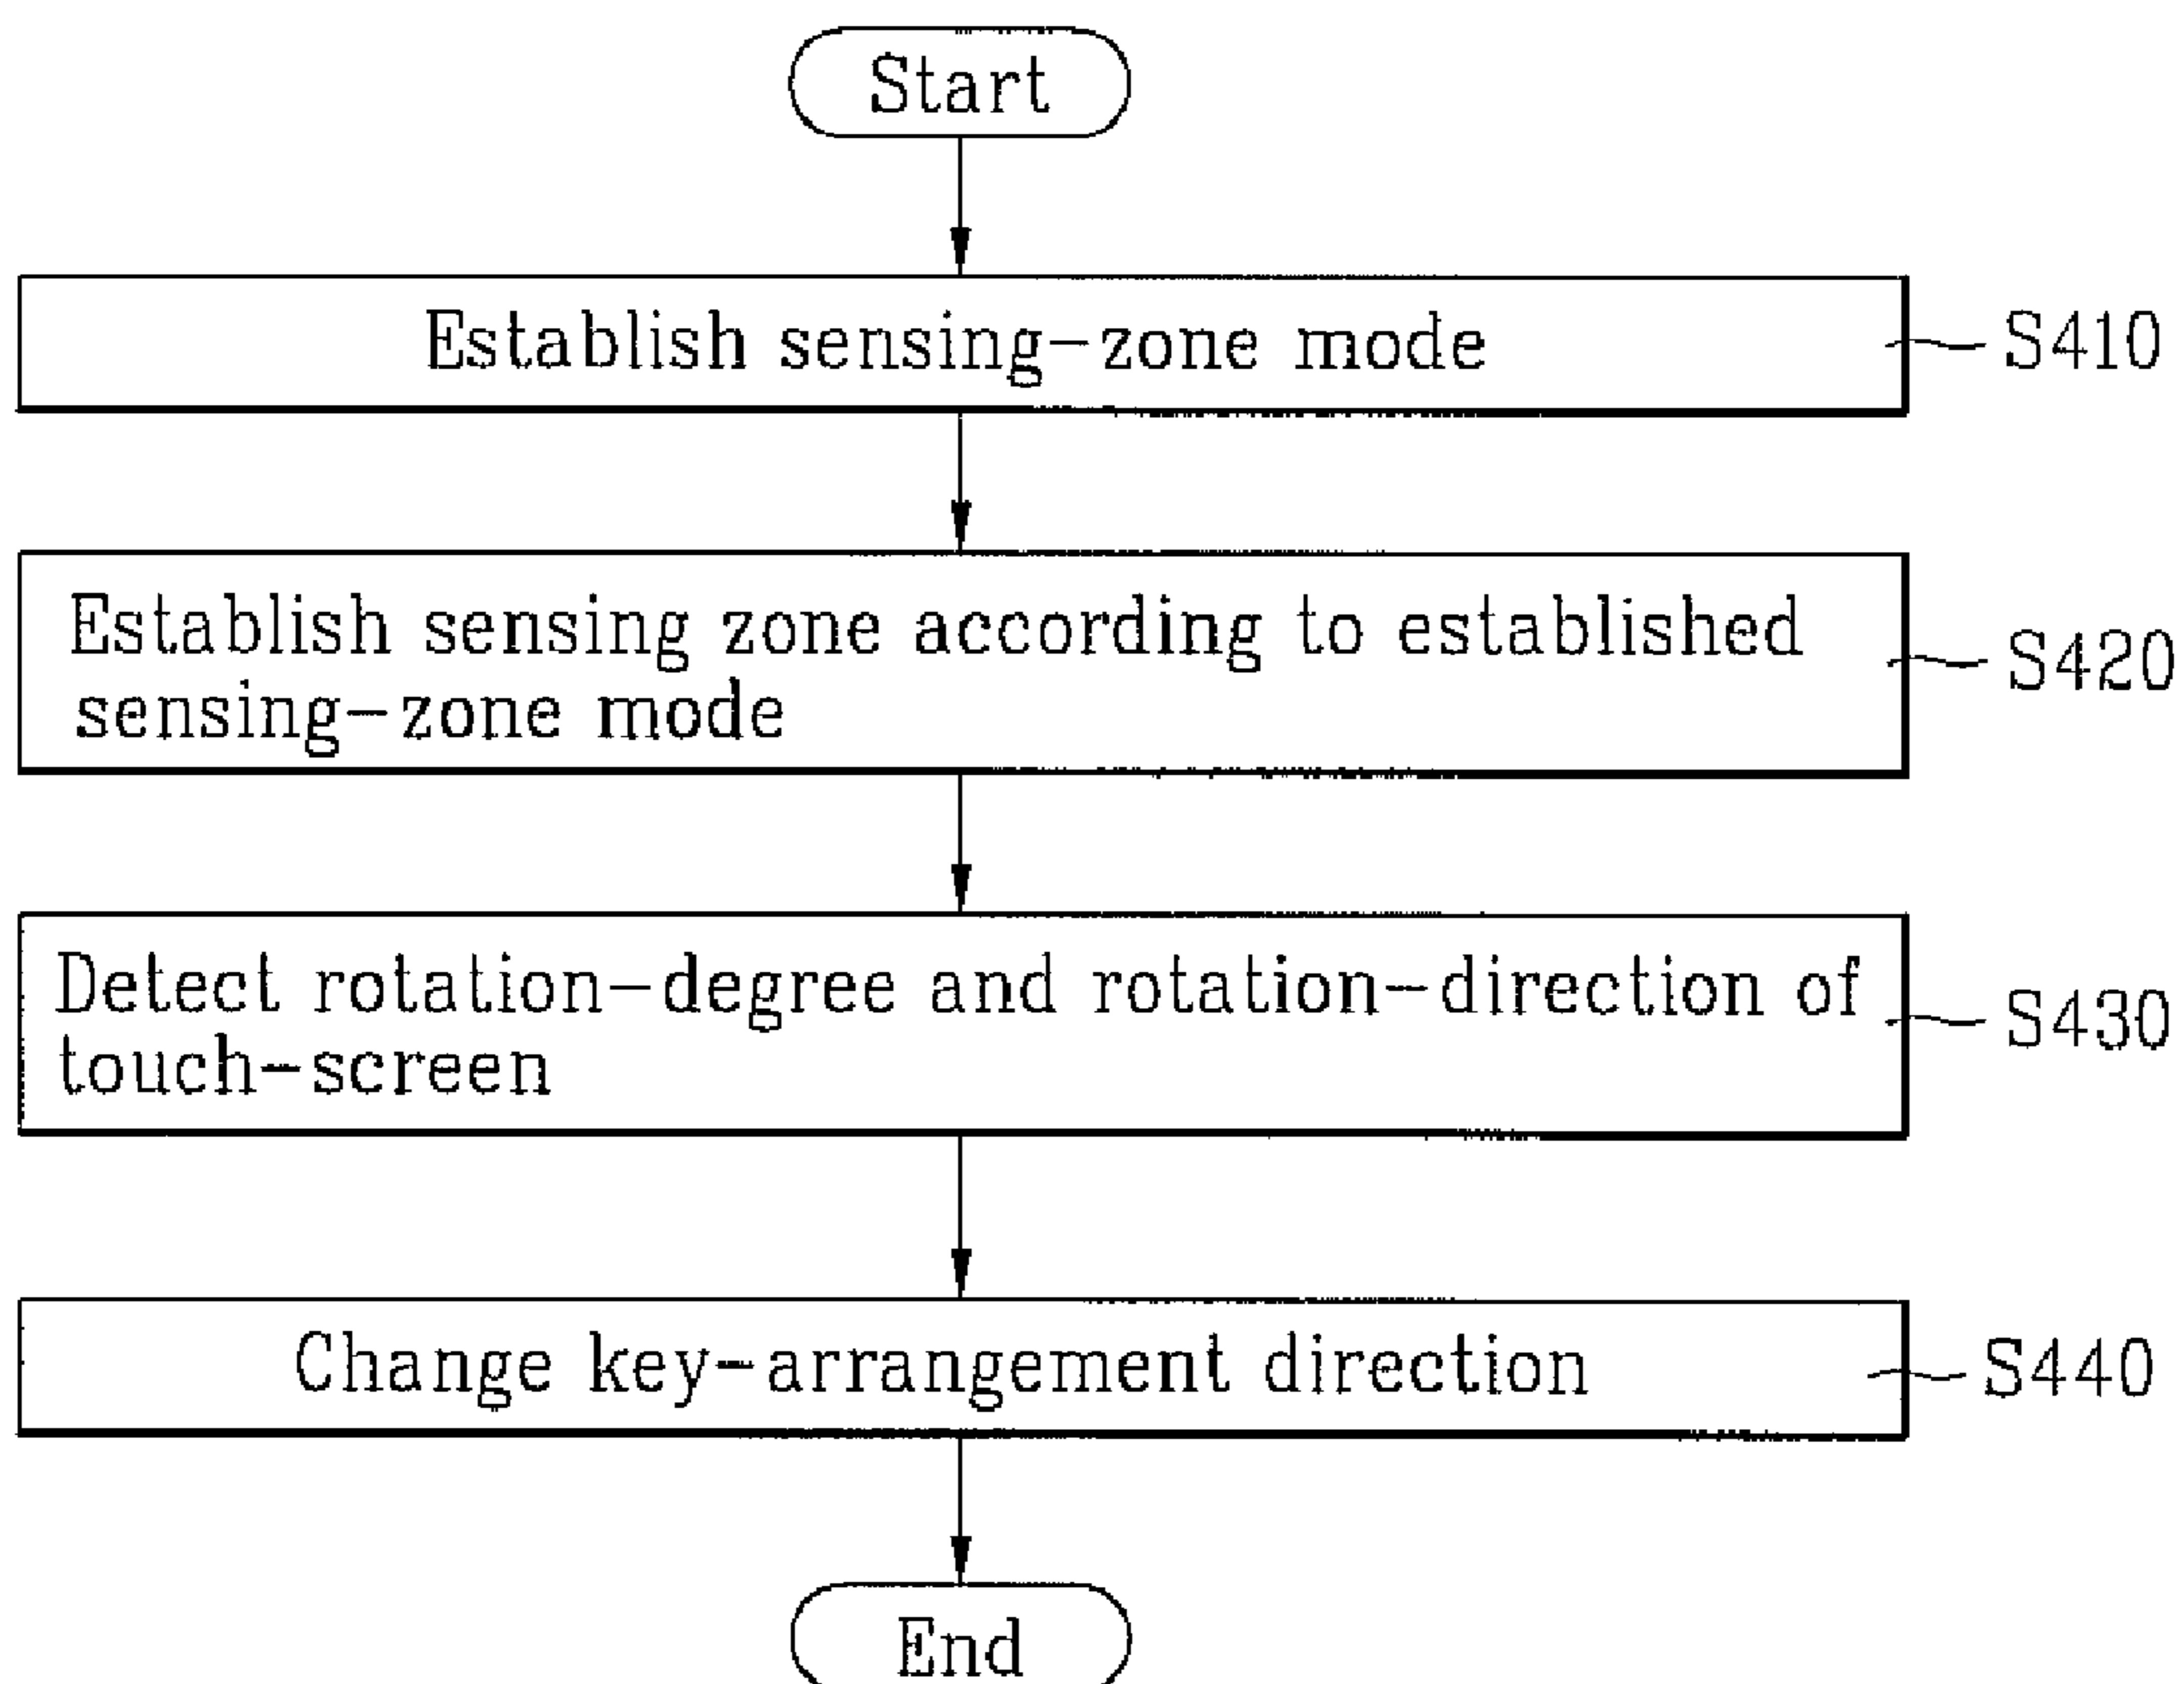 Start
Establish sensing-zone mode
S410
Establish sensing zone according to established
sensing-zone mode
S420
Detect rotation-degree and rotation-direction of
touch-screen
S430
Change key-arrangement direction
S440
End